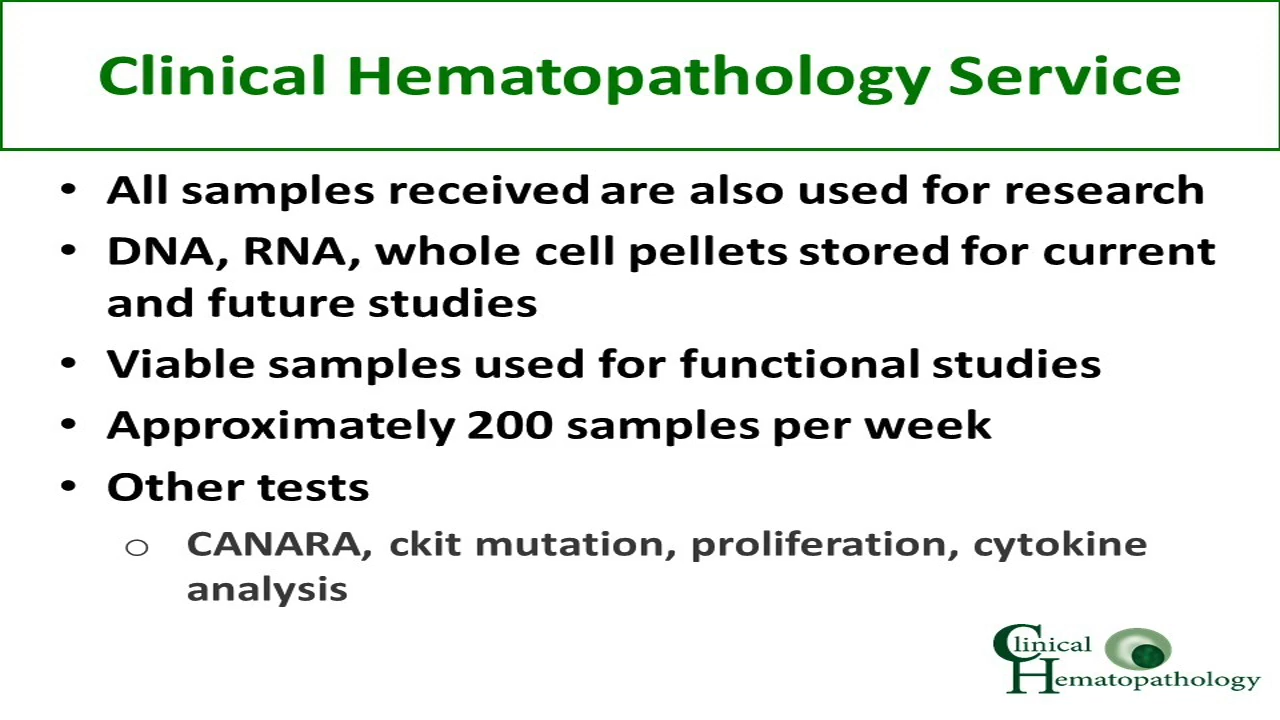 Clinical Hematopathology Service
• All samples received are also used for research
• DNA, RNA, whole cell pellets stored for current
and future studies
• Viable samples used for functional studies
• Approximately 200 samples per week
• Other tests
o CANARA, ckit mutation, proliferation, cytokine
analysis
Clinical
Hematopathology